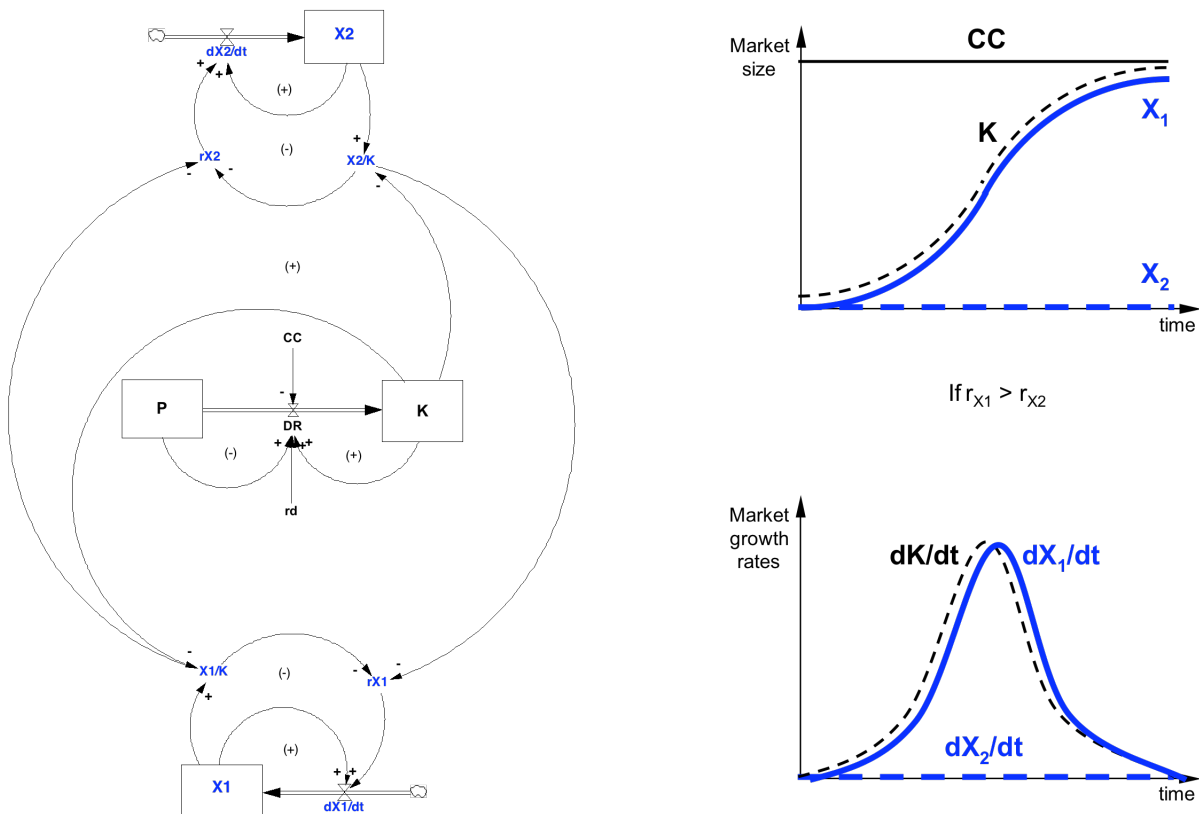 X2
dX2/dt
+
+
(+)
+
(-)
rX2
X2/K
-
-
-
(+)
CC
-
P
K
DR
+
+
+
(-)
(+)
rd
-
X1/K
+
(-)
-
-
rX1
(+)
+
+
X1
dX1/dt
Market
size
CC
K
X1
X2
time
If rX1 > rX2
Market
growth
rates
dK/dt
dX1/dt
dX2/dt
time